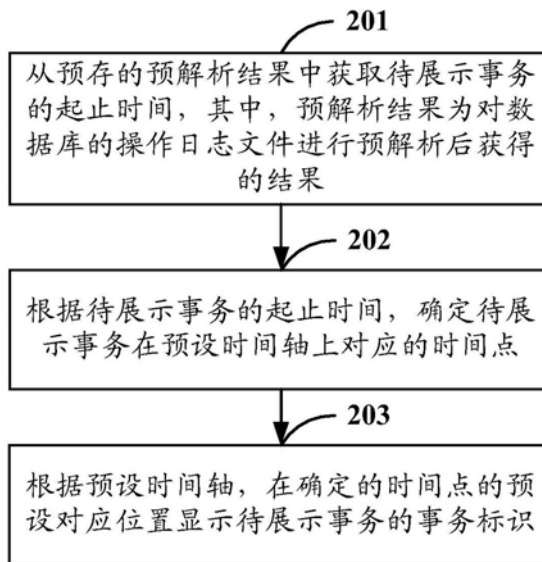 201
从预存的预解析结果中获取待展示事务
的起止时间，其中，预解析结果为对数
据库的操作日志文件进行预解析后获得
的结果
202
根据待展示事务的起止时间，确定待展
示事务在预设时间轴上对应的时间点
203
根据预设时间轴，在确定的时间点的预
设对应位置显示待展示事务的事务标识